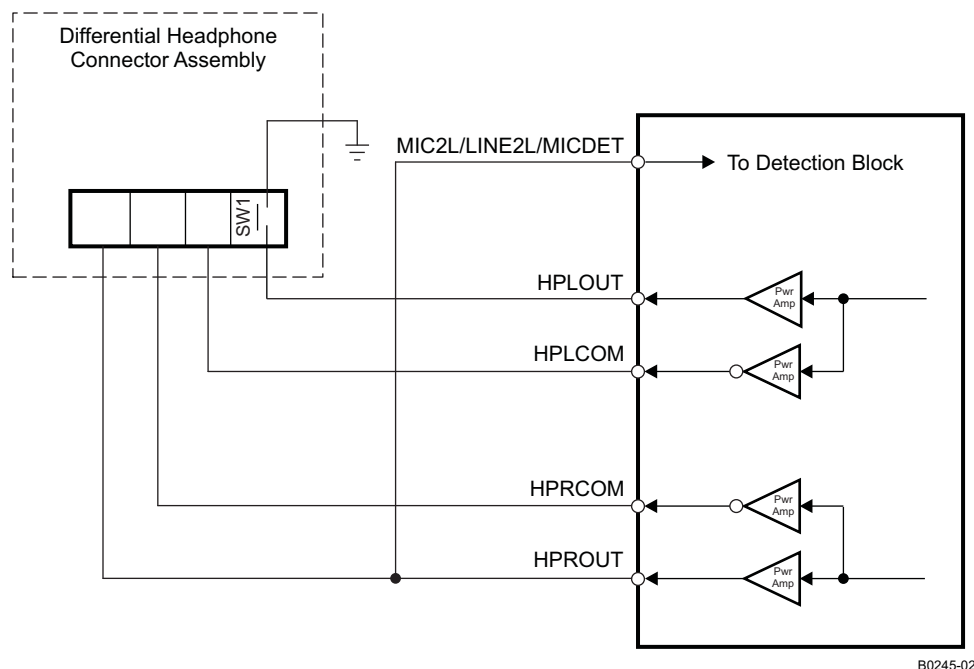 Differential Headphone
Connector Assembly
SW1
MIC2L/LINE2L/MICDET
To Detection Block
HPLOUT
Pwr
Amp
HPLCOM
Pwr
Amp
HPRCOM
Pwr
Amp
HPROUT
Pwr
Amp
B0245-02